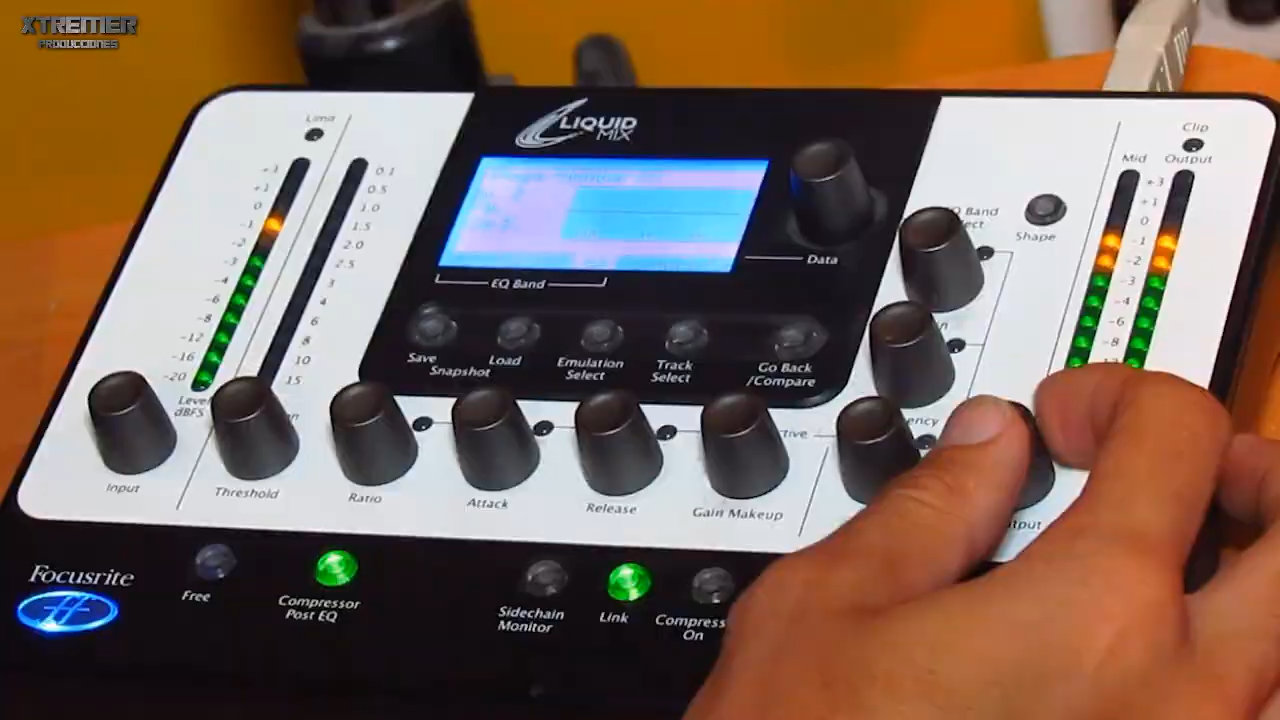 XTREMER
PRODUCCIONES
LIQUID
MIX
Limit
+1
+1
0
-1
-2
-3
-4
-6
-8
-12
-16
-20
Level
dBFS
0.1
0.5
1.0
1.5
2.0
2.5
3
4
6
8
10
15
EQ Band
Data
Save
Load
Snapshot
Emulation
Select
Track
Select
Go Back
/Compare
Band
Shape
Clip
Mid
Output
+3
+1
0
-1
-2
-3
-4
-6
-8
Input
Threshold
Ratio
Attack
Release
Gain Makeup
Focusrite
Free
Compressor
Post EQ
Sidechain
Monitor
Link
On